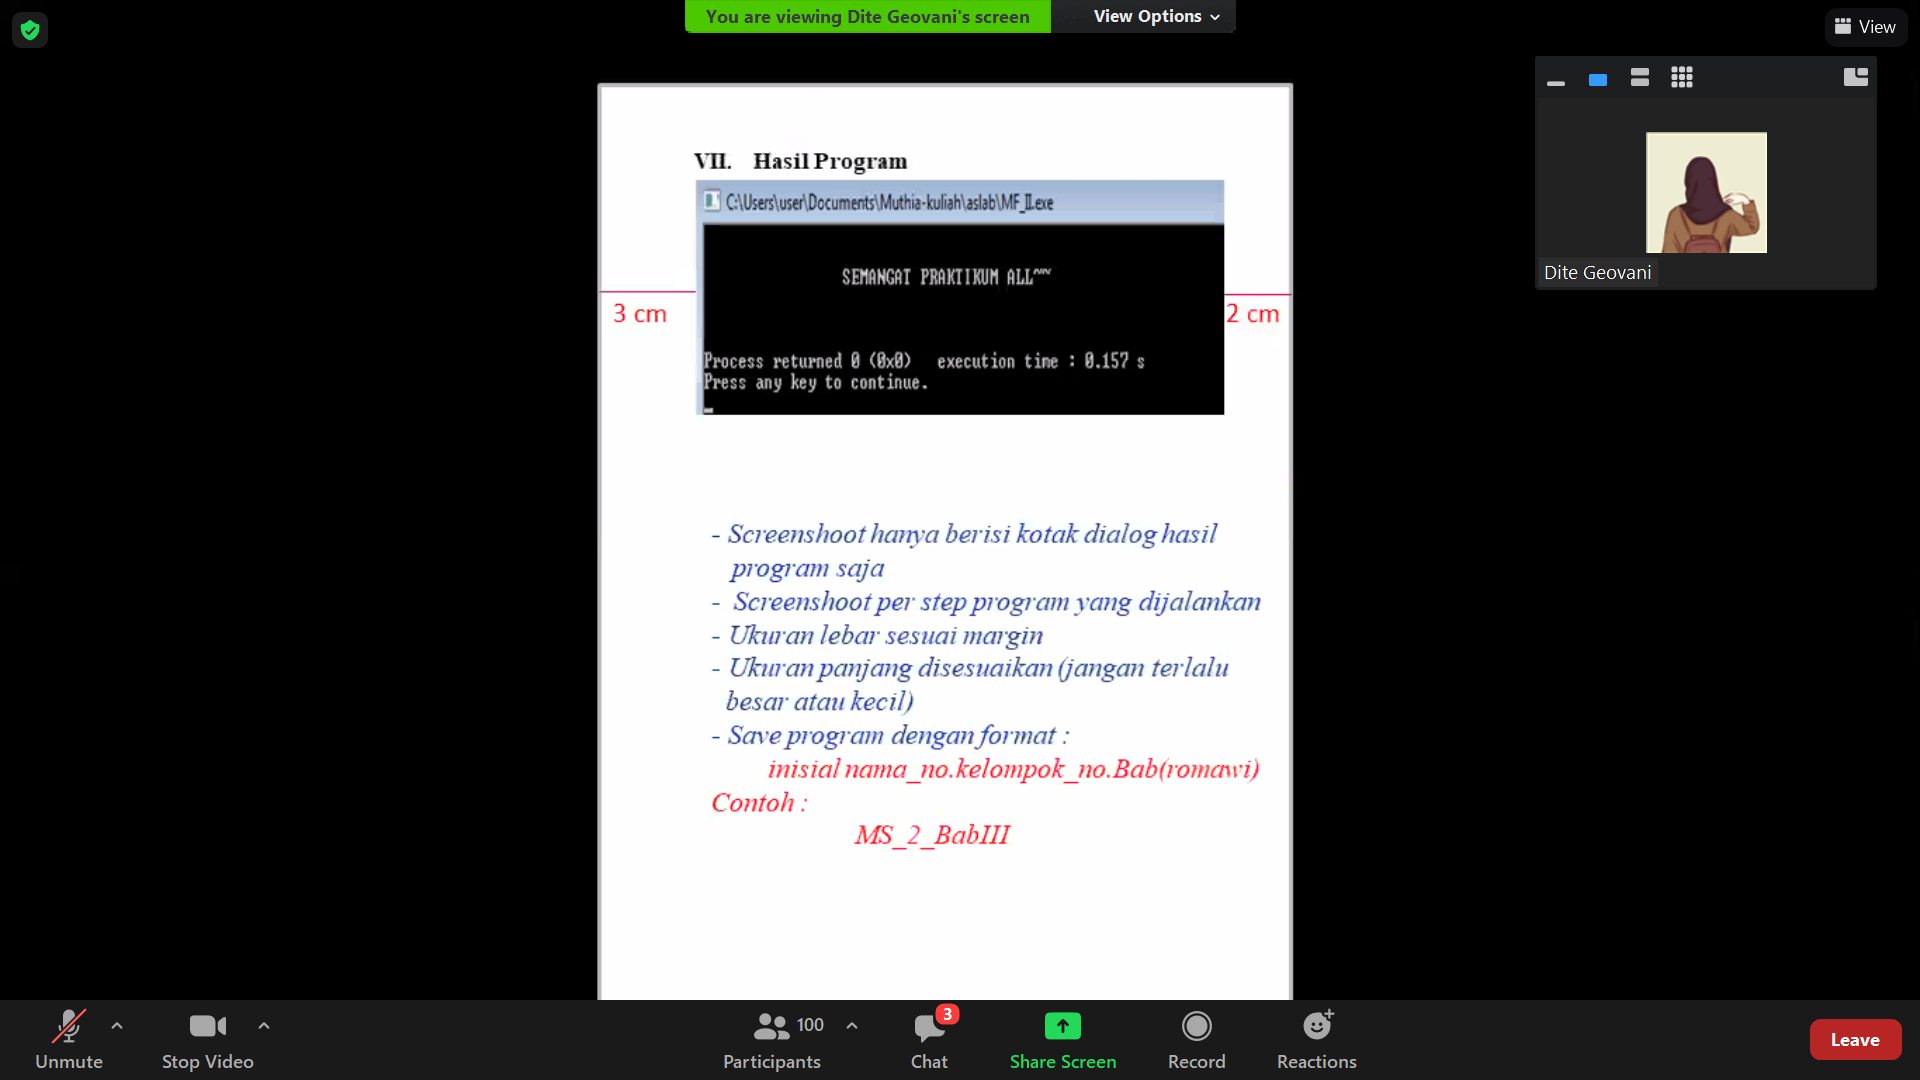 You are viewing Dite Geovani's screen
View Options
View
Dite Geovani
VII. Hasil Program
C:\Users\user\Documents\Muthia-kuliah\aslab\MF_II.exe
SEMANGAT PRAKTIKUM ALL~~~
3 cm
2 cm
Process returned 0 (0x0) execution time : 0.157 s
Press any key to continue.
- Screenshoot hanya berisi kotak dialog hasil
program saja
- Screenshoot per step program yang dijalankan
- Ukuran lebar sesuai margin
- Ukuran panjang disesuaikan (jangan terlalu
besar atau kecil)
- Save program dengan format :
inisial nama_no.kelompok_no.Bab(romawi)
Contoh :
MS_2_BabIII
Unmute
Stop Video
100
Participants
3
Chat
Share Screen
Record
Reactions
Leave